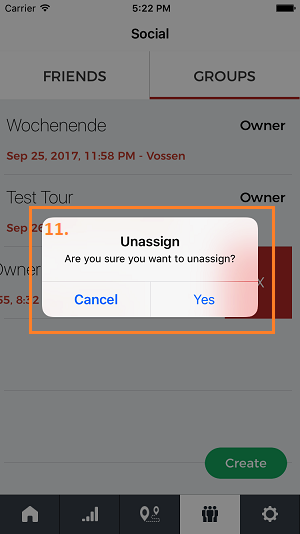 Carrier 5:22 PM
Social
FRIENDS GROUPS
Wochenende Owner
Sep 25, 2017, 11:58 PM - Vossen
Test Tour Owner
Sep 26
11.
Unassign
Are you sure you want to unassign?
Owner
X
55, 8:32
Cancel Yes
Create